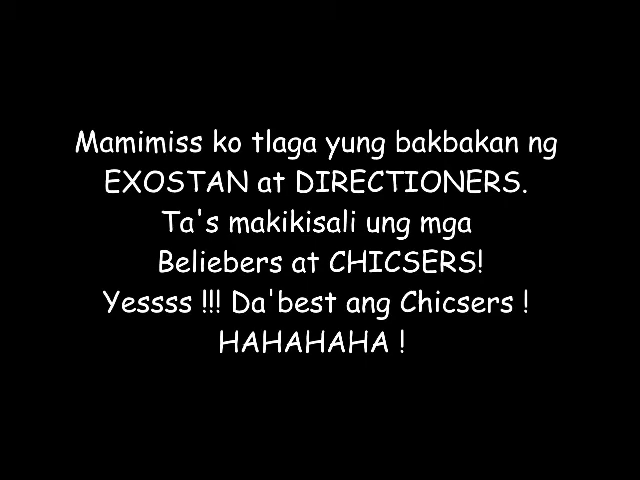 Mamimiss ko tlaga yung bakbakan ng
EXOSTAN at DIRECTIONERS.
Ta's makikisali ung mga
Beliebers at CHICSERS!
Yessss !!! Da'best ang Chicsers !
HAHAHAHA !